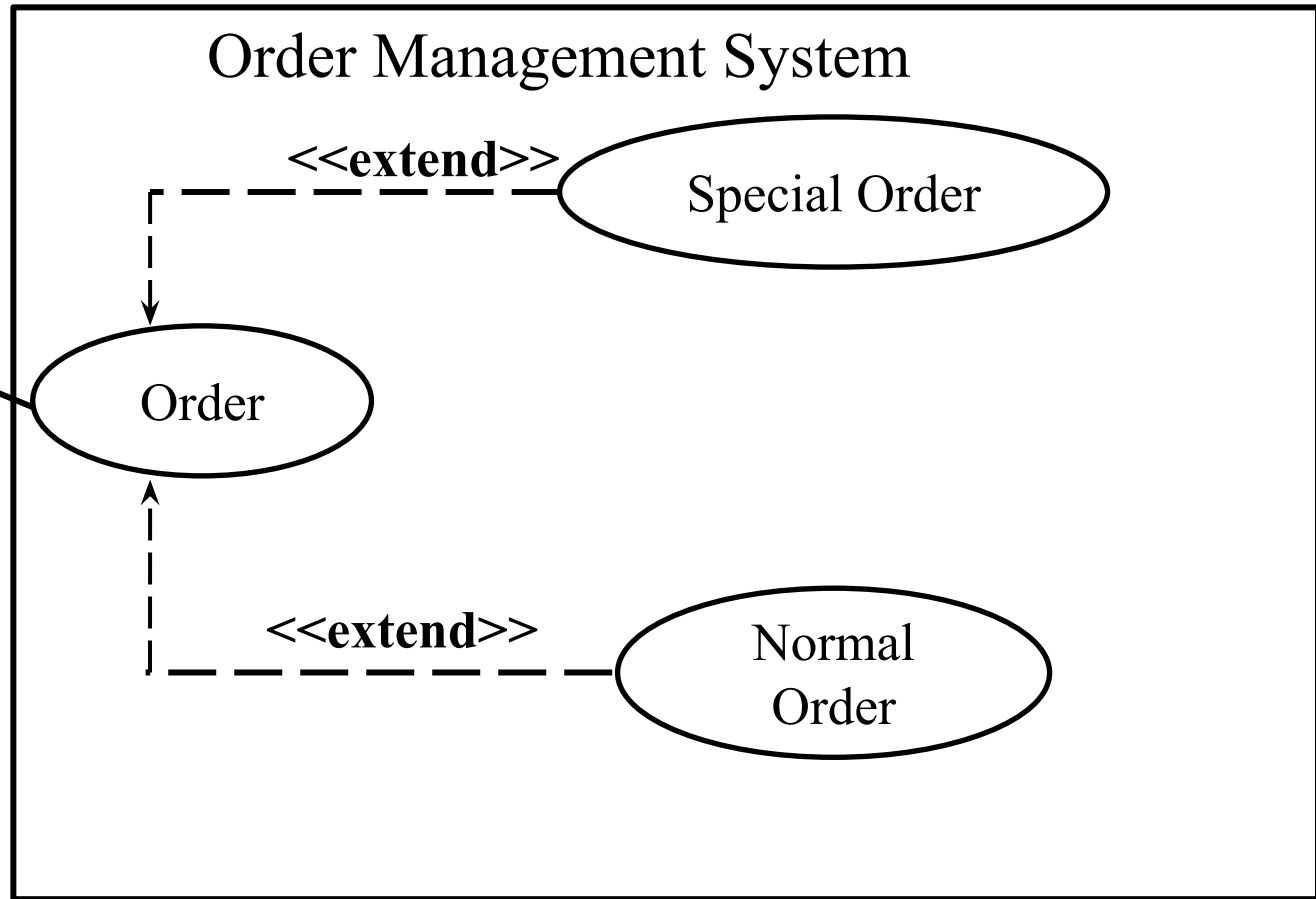 Order Management System
<<extend>>
Special Order
Order
<<extend>>
Normal
Order